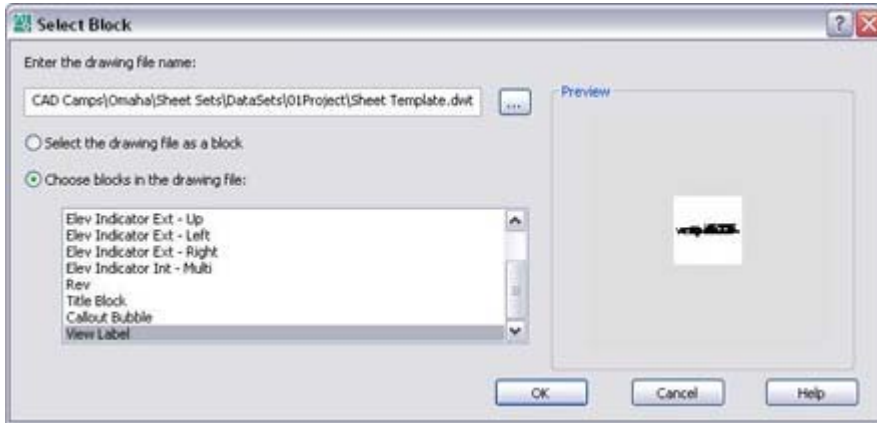 Select Block
Enter the drawing file name:
CAD Camps\Omaha\Sheet Sets\DataSets\01Project\Sheet Template.dwt
...
Preview
Select the drawing file as a block
Choose blocks in the drawing file:
Elev Indicator Ext - Up
Elev Indicator Ext - Left
Elev Indicator Ext - Right
Elev Indicator Int - Multi
Rev
Title Block
Callout Bubble
View Label
OK
Cancel
Help